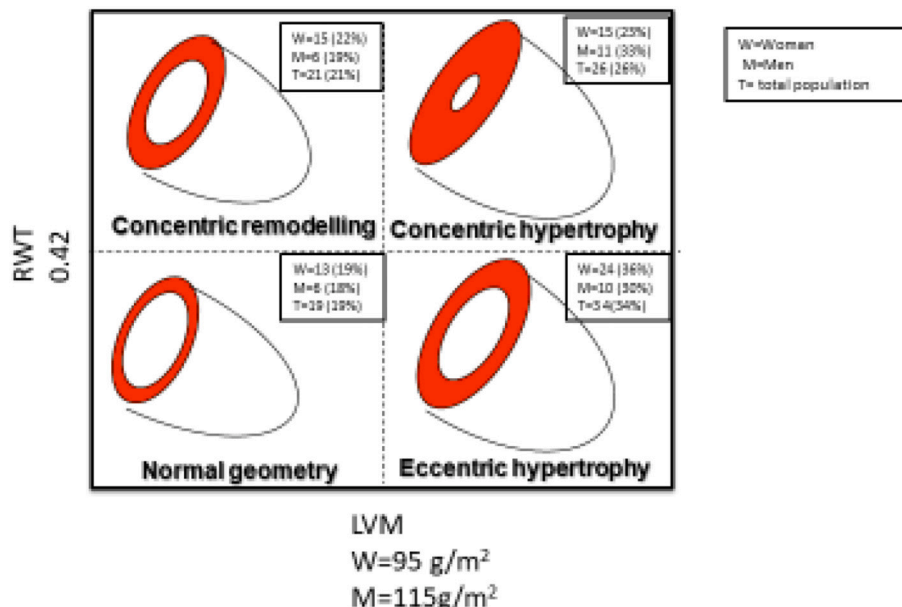 W=15 (22%)
M=6 (19%)
T=21 (21%)
W=15 (23%)
M=11 (33%)
T=26 (26%)
W=Women
M=Men
T= total population
Concentric remodelling
Concentric hypertrophy
RWT
0.42
W=13 (19%)
M=6 (18%)
T=19 (19%)
W=24 (36%)
M=10 (30%)
T=34(34%)
Normal geometry
Eccentric hypertrophy
LVM
W=95 g/m²
M=115g/m²